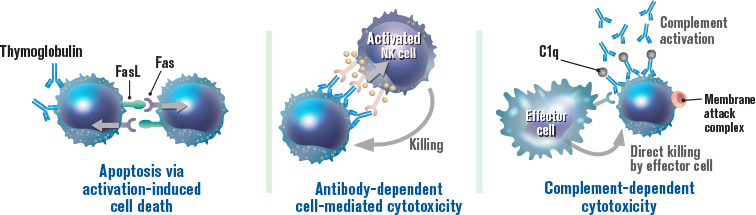 Thymoglobulin
FasL
Fas
Apoptosis via
activation-induced
cell death
Activated
NK cell
Killing
Antibody-dependent
cell-mediated cytotoxicity
Complement
activation
C1q
Effector
cell
Membrane
attack
complex
Direct killing
by effector cell
Complement-dependent
cytotoxicity